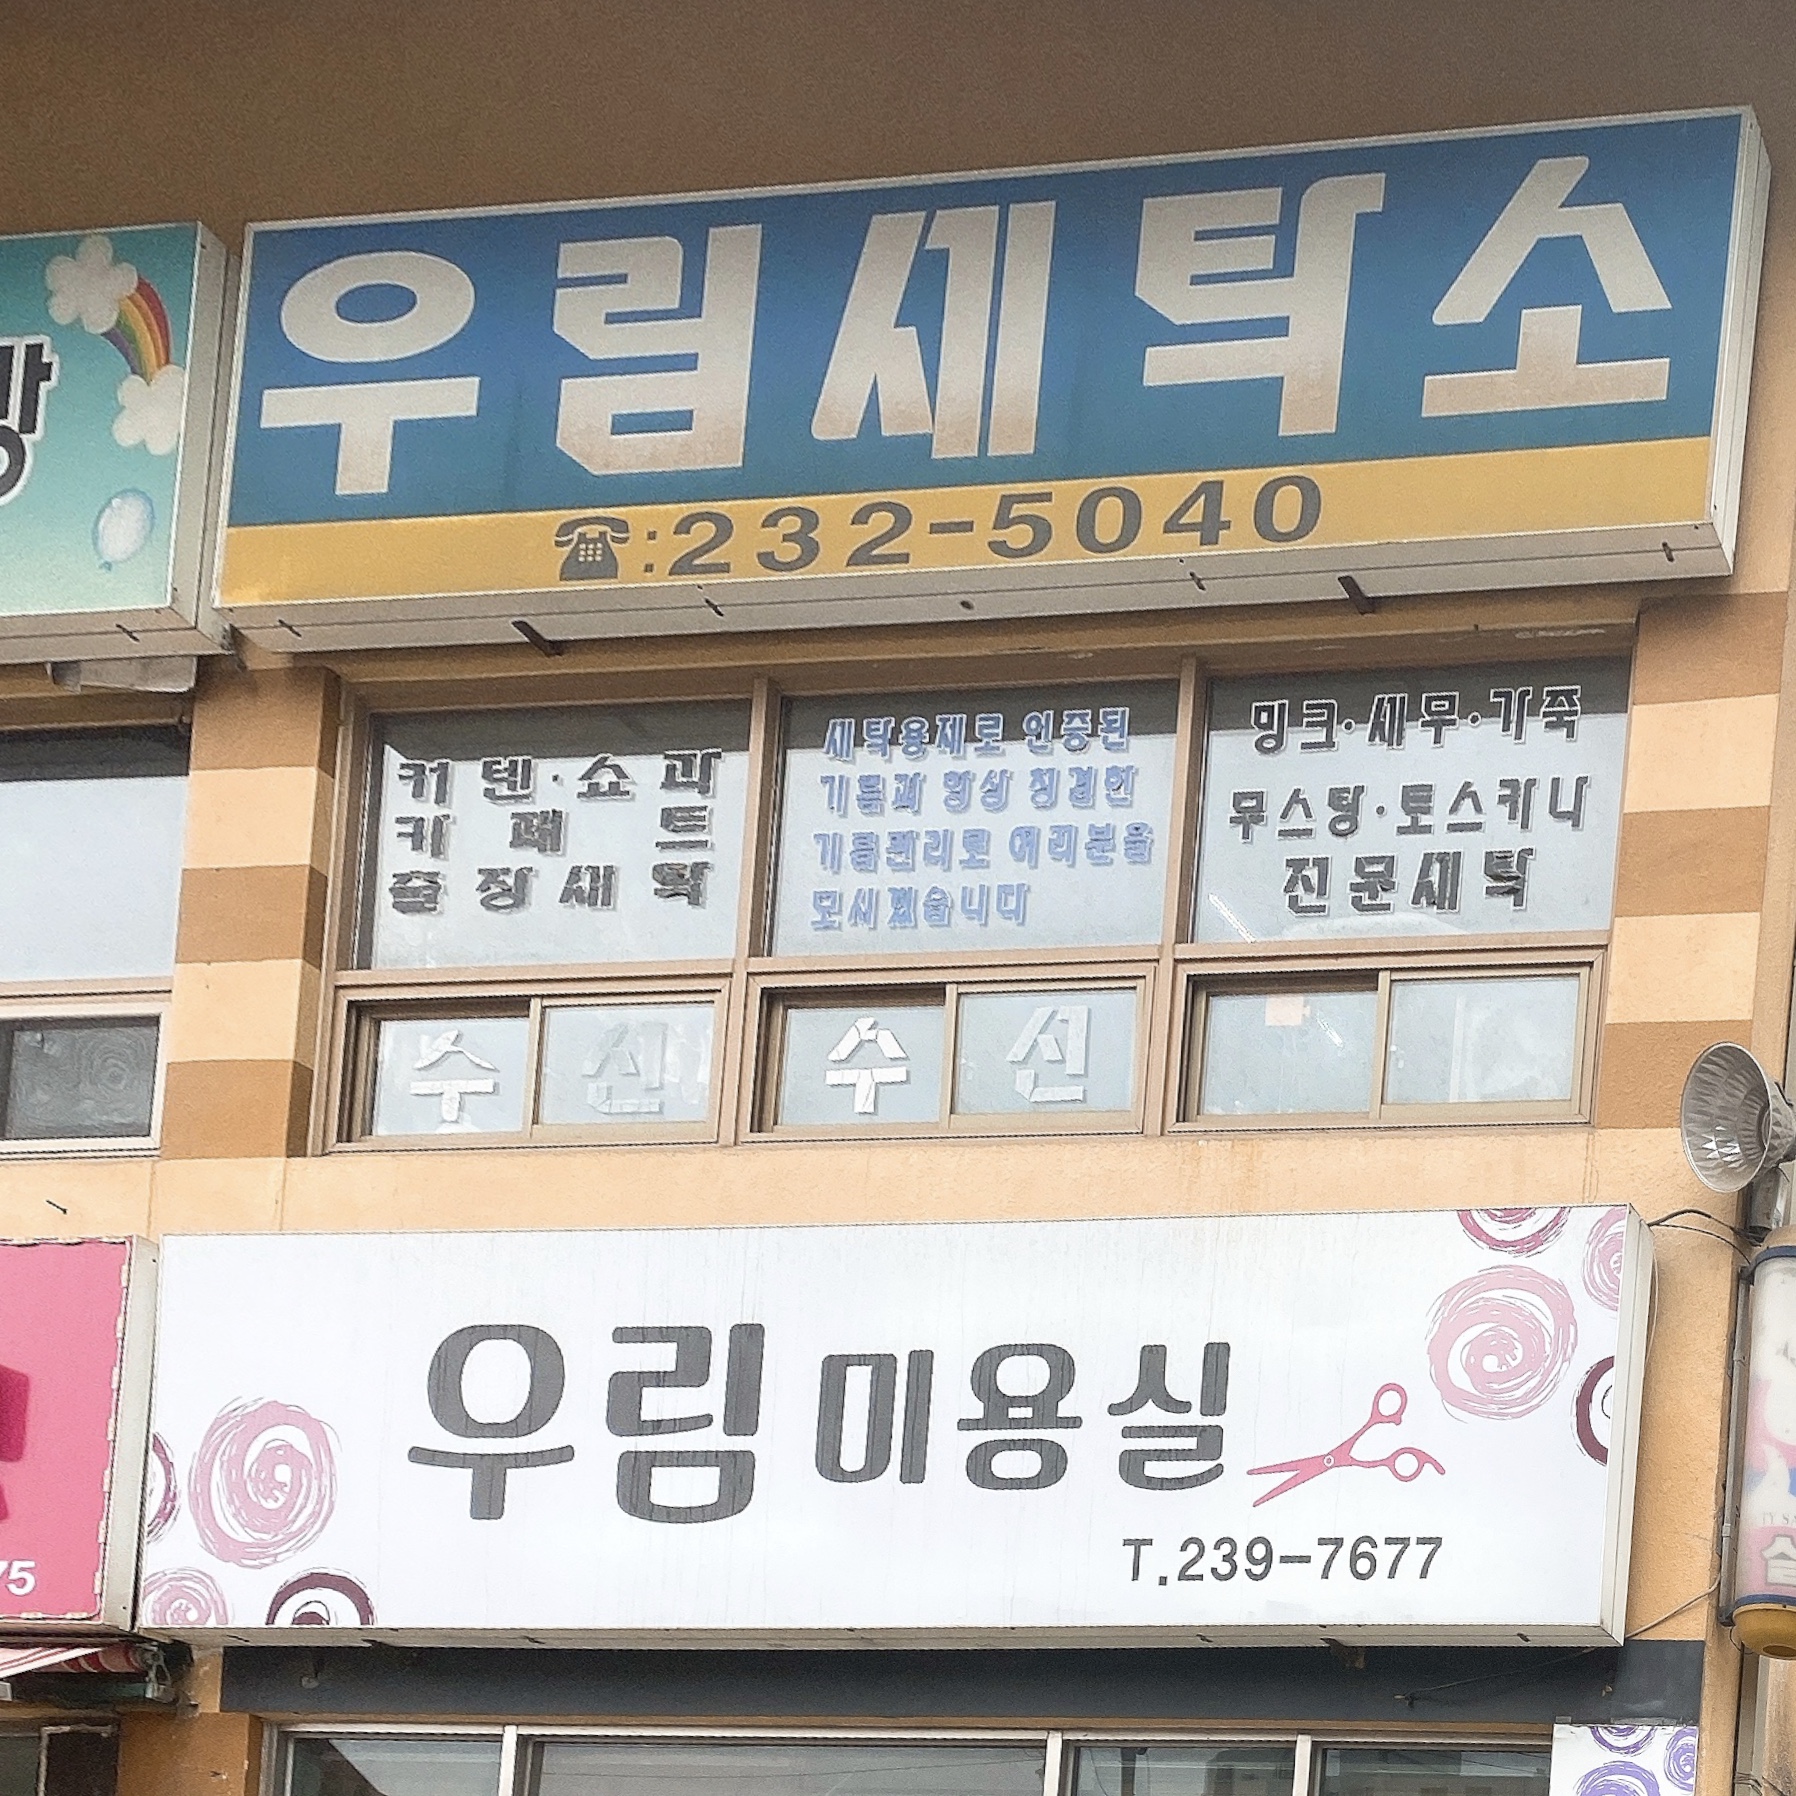 방
우림세탁소
☎:232-5040
커텐·쇼파
카페트
출장세탁
세탁용제로 인증된
기름과 항상 청결한
기름관리로 여러분을
모시겠습니다
밍크·세무·가죽
무스탕·토스카나
전문세탁
수선
수선
우림미용실
T.239-7677
75